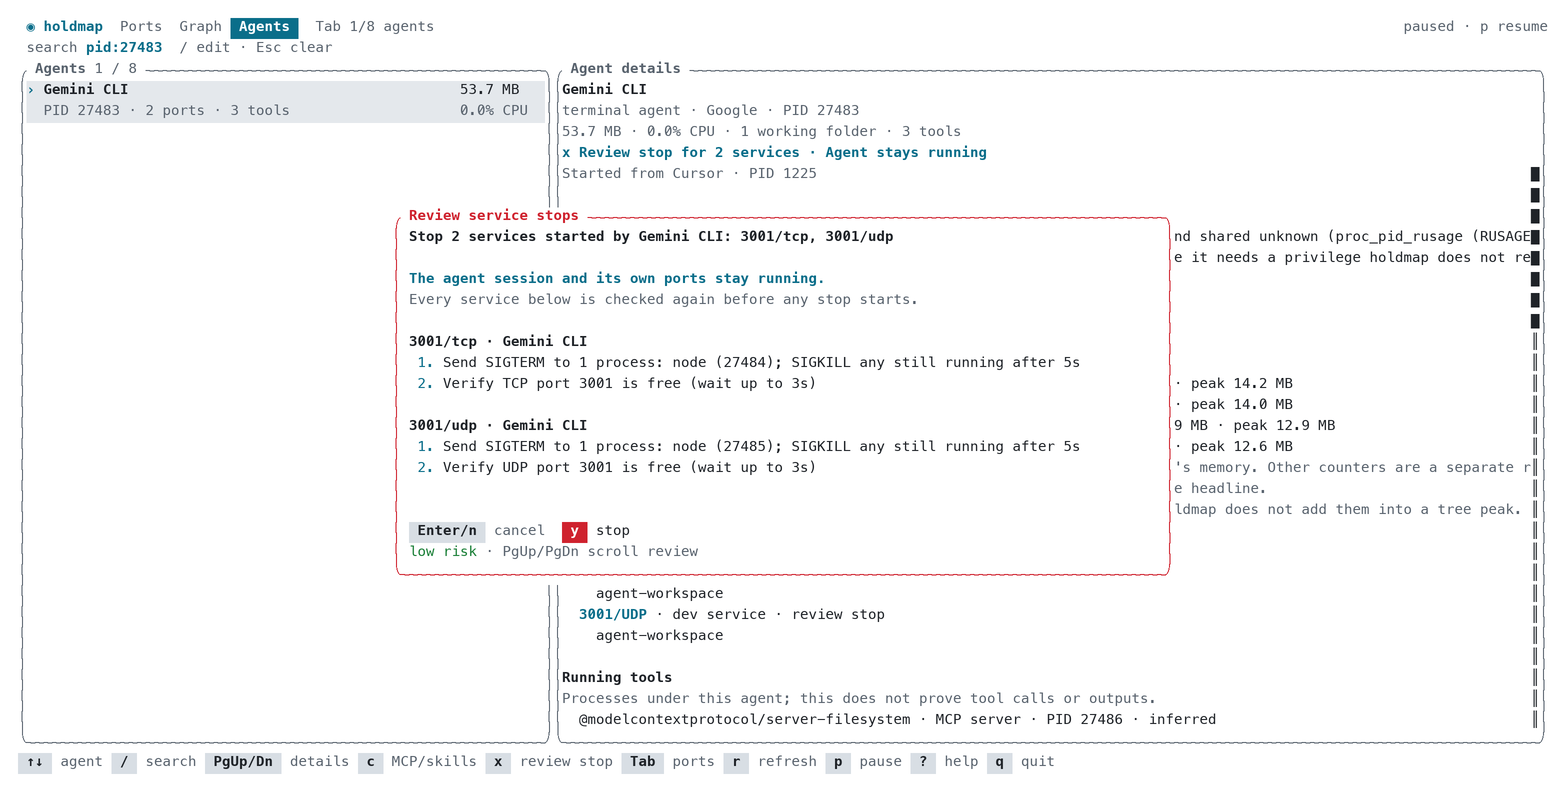 ◉ holdmap Ports Graph Agents Tab 1/8 agents paused · p resume
search pid:27483 / edit · Esc clear
Agents 1 / 8
› Gemini CLI 53.7 MB
PID 27483 · 2 ports · 3 tools 0.0% CPU
Agent details
Gemini CLI
terminal agent · Google · PID 27483
53.7 MB · 0.0% CPU · 1 working folder · 3 tools
x Review stop for 2 services · Agent stays running
Started from Cursor · PID 1225
nd shared unknown (proc_pid_rusage (RUSAGE
e it needs a privilege holdmap does not re
· peak 14.2 MB
· peak 14.0 MB
9 MB · peak 12.9 MB
· peak 12.6 MB
's memory. Other counters are a separate r
e headline.
ldmap does not add them into a tree peak.
Review service stops
Stop 2 services started by Gemini CLI: 3001/tcp, 3001/udp
The agent session and its own ports stay running.
Every service below is checked again before any stop starts.
3001/tcp · Gemini CLI
1. Send SIGTERM to 1 process: node (27484); SIGKILL any still running after 5s
2. Verify TCP port 3001 is free (wait up to 3s)
3001/udp · Gemini CLI
1. Send SIGTERM to 1 process: node (27485); SIGKILL any still running after 5s
2. Verify UDP port 3001 is free (wait up to 3s)
Enter/n cancel y stop
low risk · PgUp/PgDn scroll review
agent-workspace
3001/UDP · dev service · review stop
agent-workspace
Running tools
Processes under this agent; this does not prove tool calls or outputs.
@modelcontextprotocol/server-filesystem · MCP server · PID 27486 · inferred
↑↓ agent / search PgUp/Dn details c MCP/skills x review stop Tab ports r refresh p pause ? help q quit